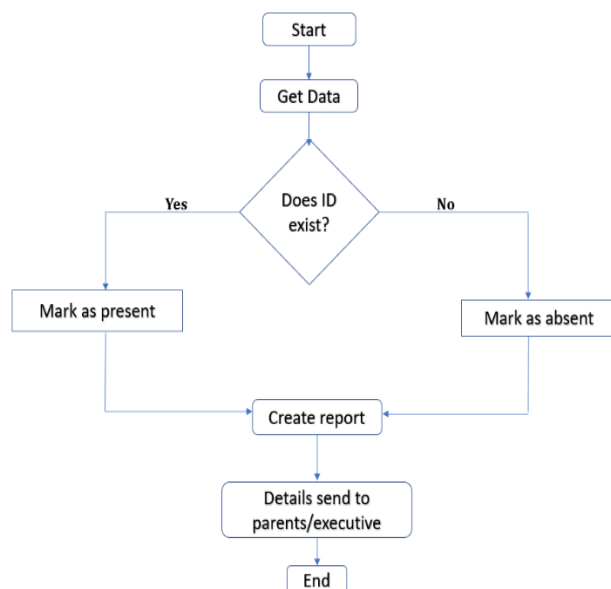 Start
Get Data
Does ID
exist?
Yes
No
Mark as present
Mark as absent
Create report
Details send to
parents/executive
End